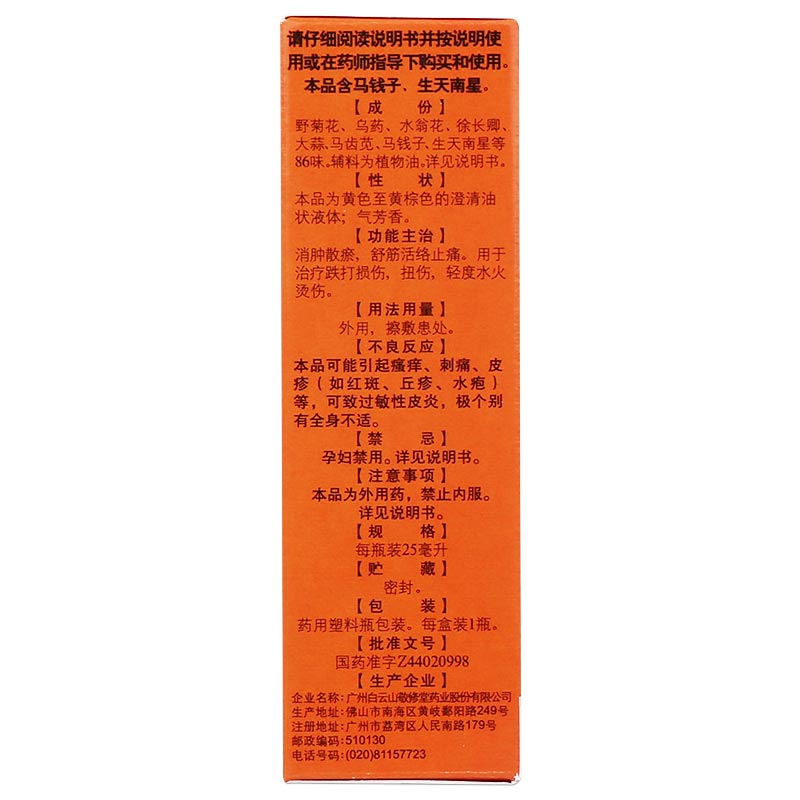 请仔细阅读说明书并按说明使
用或在药师指导下购买和使用。
本品含马钱子、生天南星。
【成 份】
野菊花、乌药、水翁花、徐长卿、
大蒜、马齿苋、马钱子、生天南星等
86味。辅料为植物油。详见说明书。
【性 状】
本品为黄色至黄棕色的澄清油
状液体；气芳香。
【功能主治】
消肿散瘀，舒筋活络止痛。用于
治疗跌打损伤，扭伤，轻度水火
烫伤。
【用法用量】
外用，擦敷患处。
【不良反应】
本品可能引起瘙痒、刺痛、皮
疹（如红斑、丘疹、水疱）
等，可致过敏性皮炎，极个别
有全身不适。
【禁 忌】
孕妇禁用。详见说明书。
【注意事项】
本品为外用药，禁止内服。
详见说明书。
【规 格】
每瓶装25毫升
【贮 藏】
密封。
【包 装】
药用塑料瓶包装。每盒装1瓶。
【批准文号】
国药准字Z44020998
【生产企业】
企业名称：广州白云山敬修堂药业股份有限公司
生产地址：佛山市南海区黄岐鄱阳路249号
注册地址：广州市荔湾区人民南路179号
邮政编码：510130
电话号码：(020)81157723